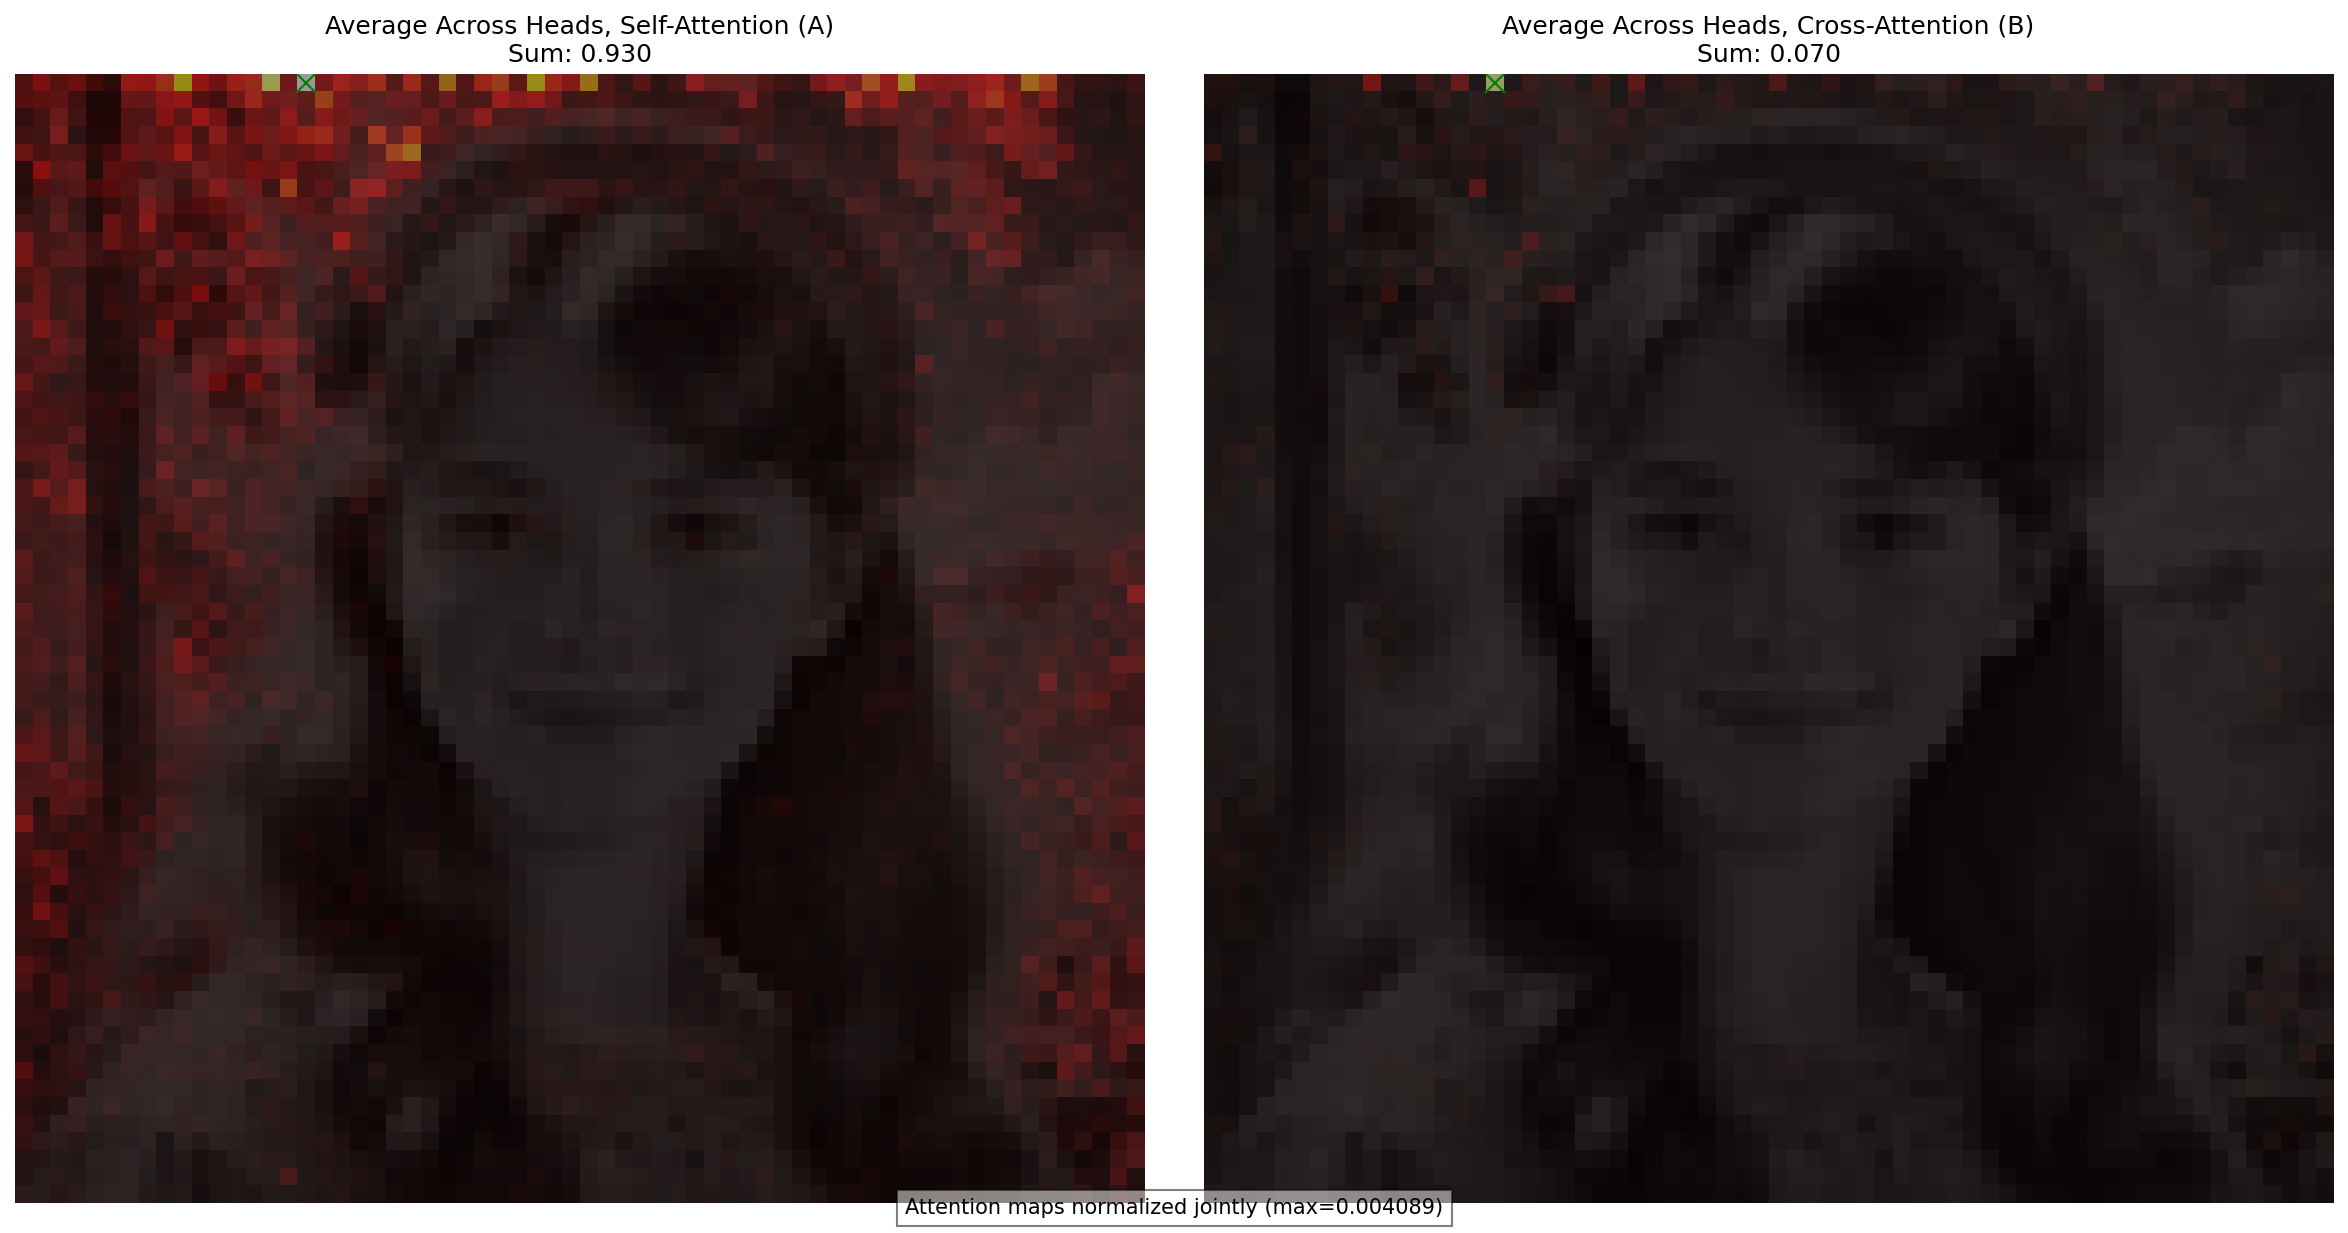 Average Across Heads, Self-Attention (A)
Sum: 0.930
Average Across Heads, Cross-Attention (B)
Sum: 0.070
Attention maps normalized jointly (max=0.004089)